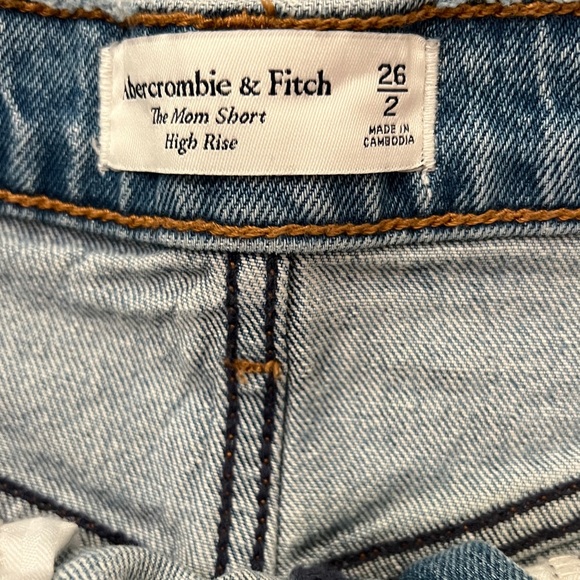 Abercrombie & Fitch
The Mom Short
High Rise
26
2
MADE IN
CAMBODIA